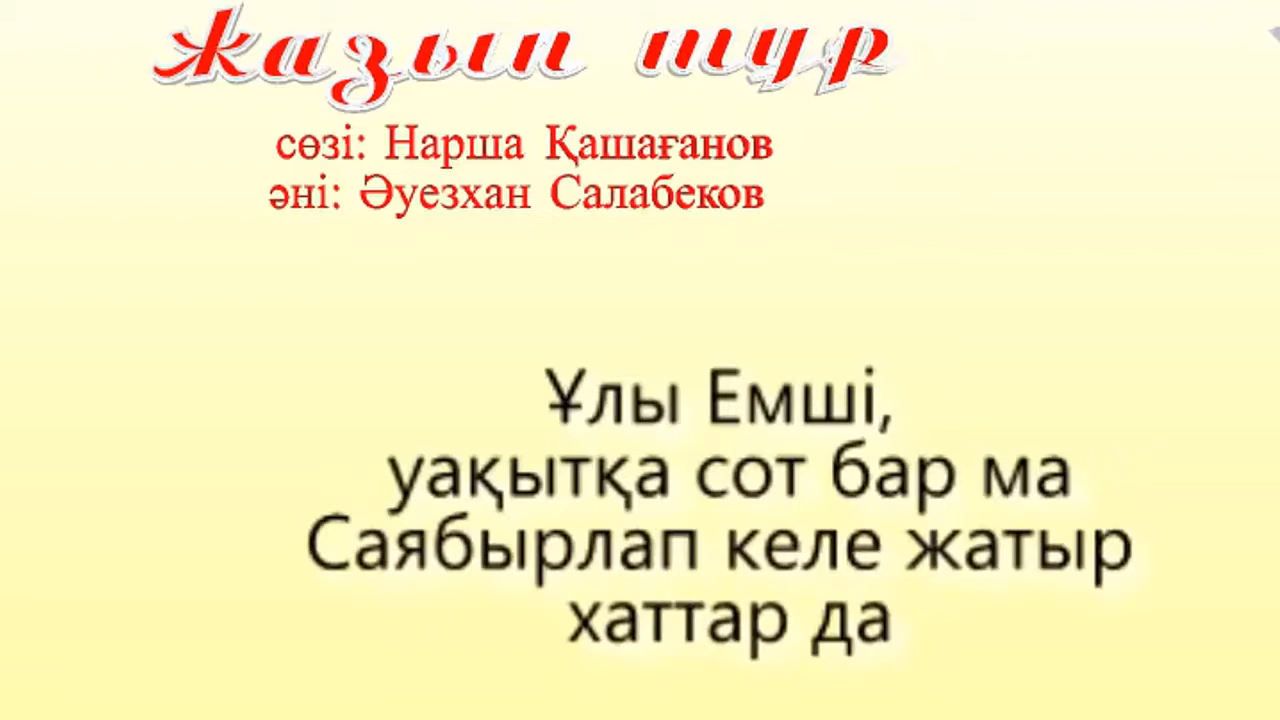 жазып тұр
сөзі: Нарша Қашағанов
әні: Әуезхан Салабеков
Ұлы Емші,
уақытқа сот бар ма
Саябырлап келе жатыр
хаттар да